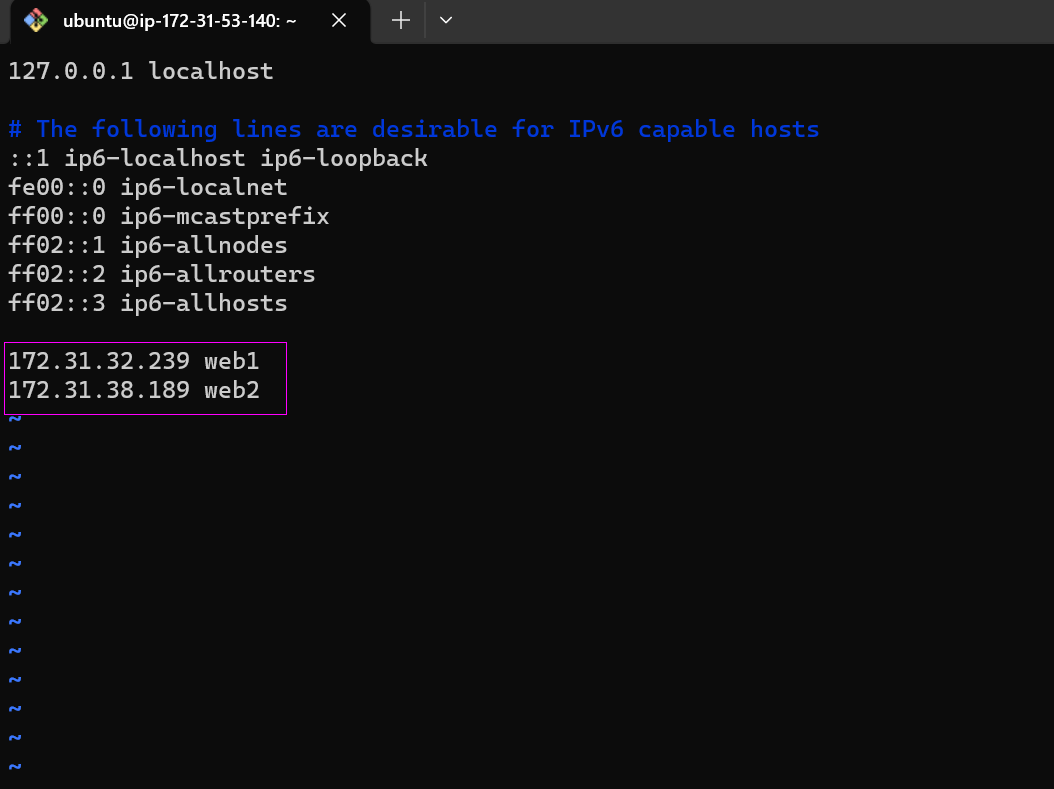 ubuntu@ip-172-31-53-140: ~
127.0.0.1 localhost
# The following lines are desirable for IPv6 capable hosts
::1 ip6-localhost ip6-loopback
fe00::0 ip6-localnet
ff00::0 ip6-mcastprefix
ff02::1 ip6-allnodes
ff02::2 ip6-allrouters
ff02::3 ip6-allhosts
172.31.32.239 web1
172.31.38.189 web2
~
~
~
~
~
~
~
~
~
~
~
~
~